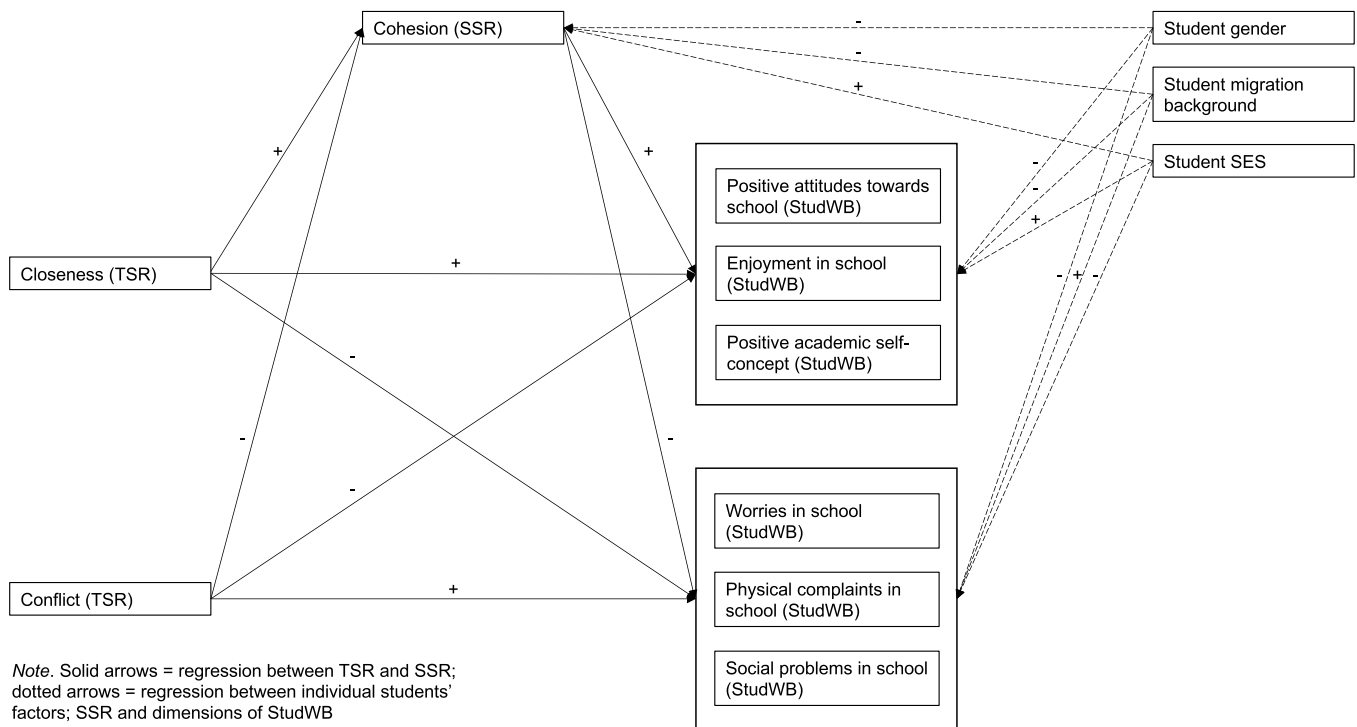 Cohesion (SSR)
-
Student gender
-
Student migration
background
+
Student SES
+
+
Positive attitudes towards
school (StudWB)
-
-
+
Closeness (TSR)
+
Enjoyment in school
(StudWB)
- + -
Positive academic self-
concept (StudWB)
-
-
-
-
Worries in school
(StudWB)
Conflict (TSR)
+
Physical complaints in
school (StudWB)
Social problems in school
(StudWB)
Note. Solid arrows = regression between TSR and SSR;
dotted arrows = regression between individual students'
factors; SSR and dimensions of StudWB